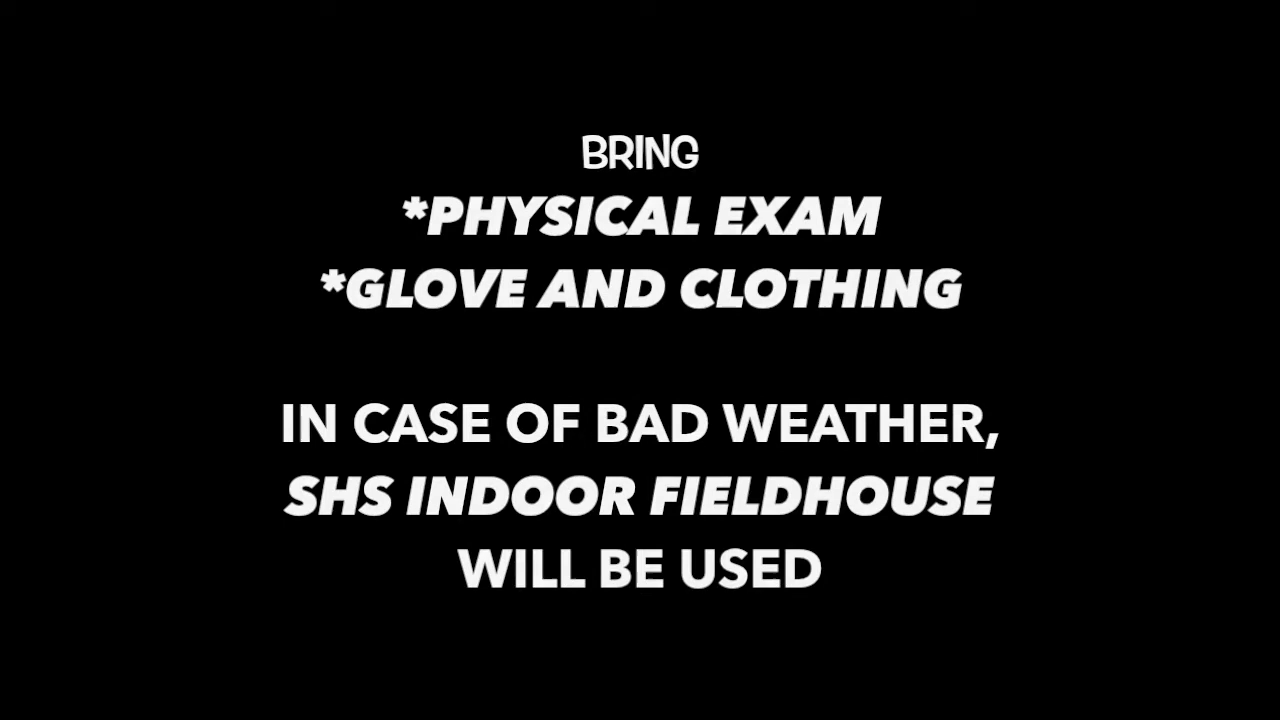 BRING
*PHYSICAL EXAM
*GLOVE AND CLOTHING
IN CASE OF BAD WEATHER,
SHS INDOOR FIELDHOUSE
WILL BE USED